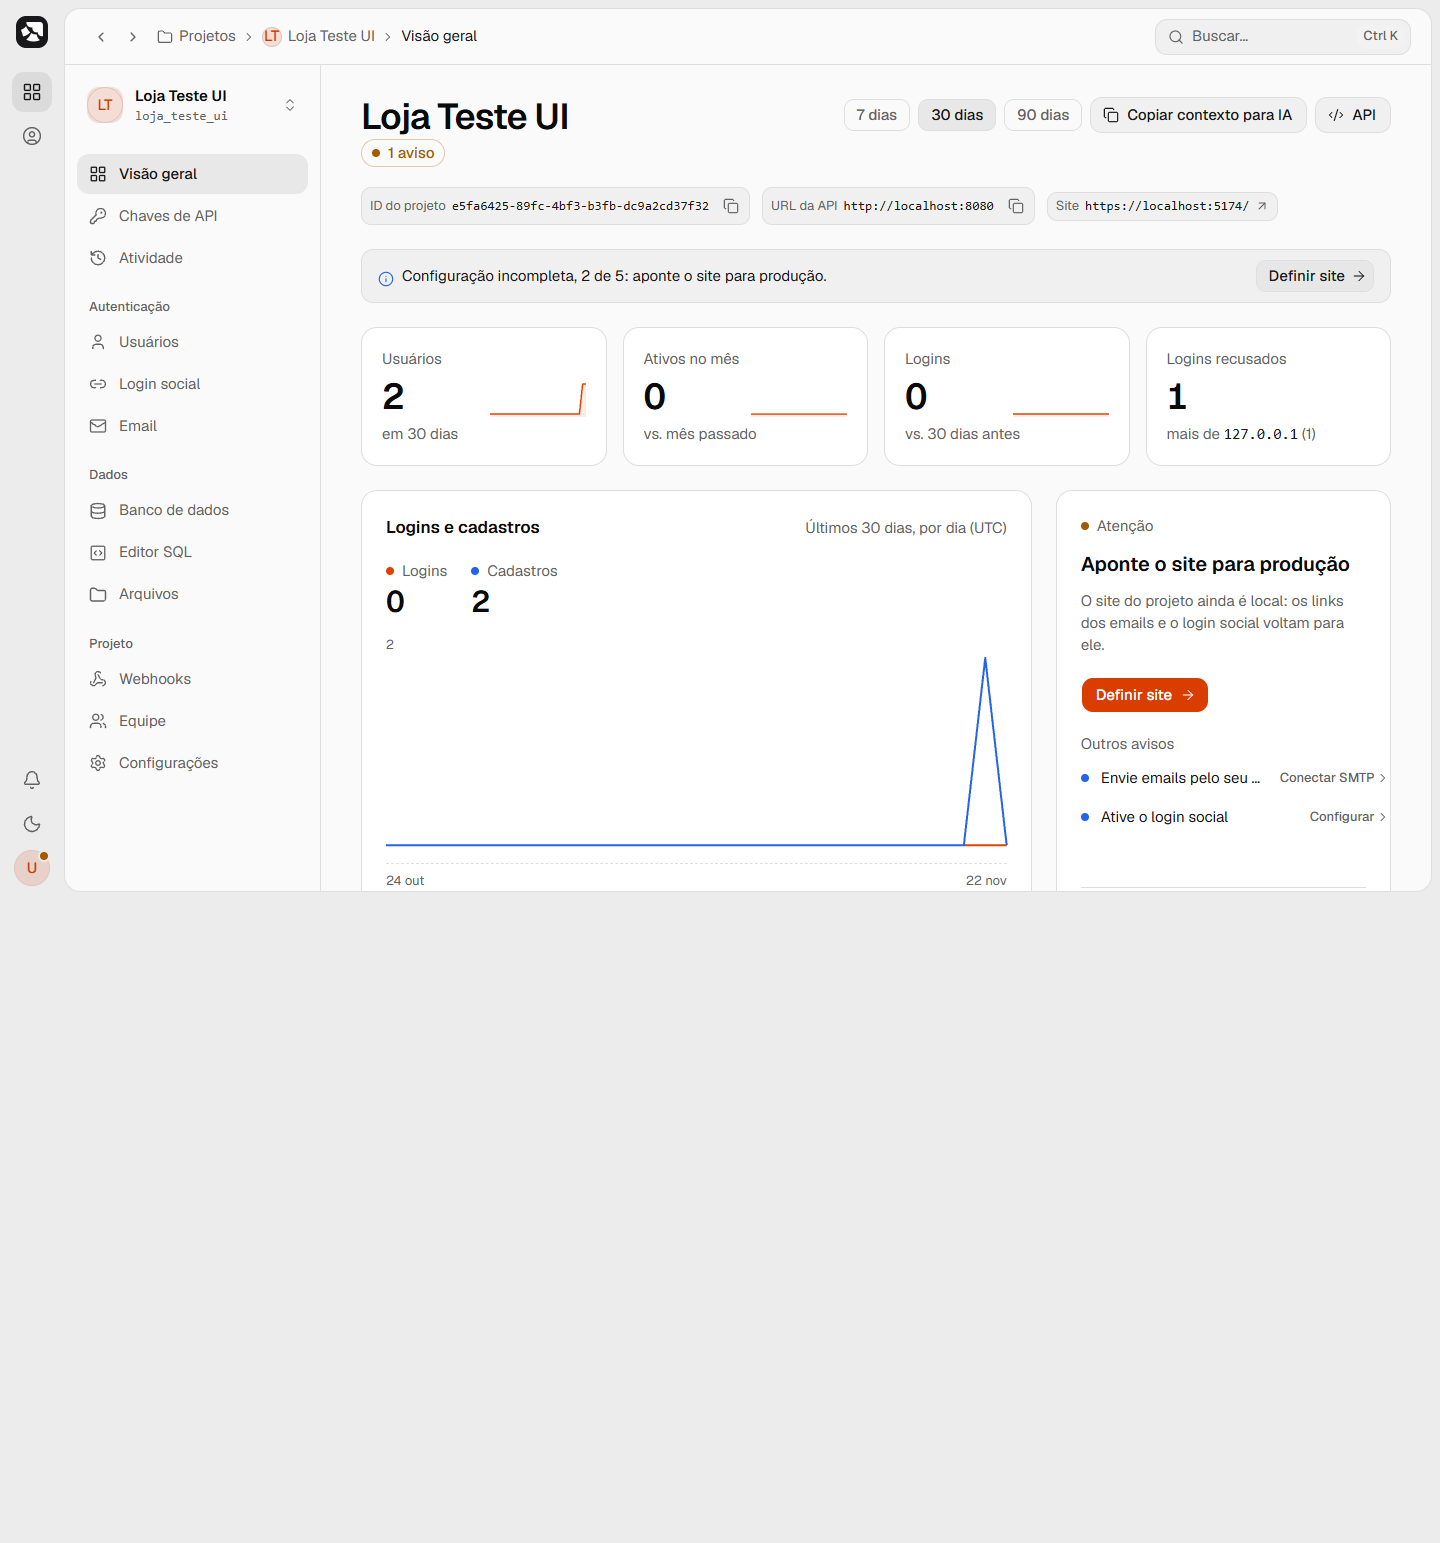 Projetos
LT
Loja Teste UI
Visão geral
Buscar...
Ctrl K
LT
Loja Teste UI
loja_teste_ui
Visão geral
Chaves de API
Atividade
Autenticação
Usuários
Login social
Email
Dados
Banco de dados
Editor SQL
Arquivos
Projeto
Webhooks
Equipe
Configurações
U
Loja Teste UI
1 aviso
7 dias
30 dias
90 dias
Copiar contexto para IA
API
ID do projeto e5fa6425-89fc-4bf3-b3fb-dc9a2cd37f32
URL da API http://localhost:8080
Site https://localhost:5174/
Configuração incompleta, 2 de 5: aponte o site para produção.
Definir site
Usuários
2
em 30 dias
Ativos no mês
0
vs. mês passado
Logins
0
vs. 30 dias antes
Logins recusados
1
mais de 127.0.0.1 (1)
Logins e cadastros
Últimos 30 dias, por dia (UTC)
Logins
0
Cadastros
2
2
24 out
22 nov
Atenção
Aponte o site para produção
O site do projeto ainda é local: os links
dos emails e o login social voltam para
ele.
Definir site
Outros avisos
Envie emails pelo seu ...
Conectar SMTP
Ative o login social
Configurar